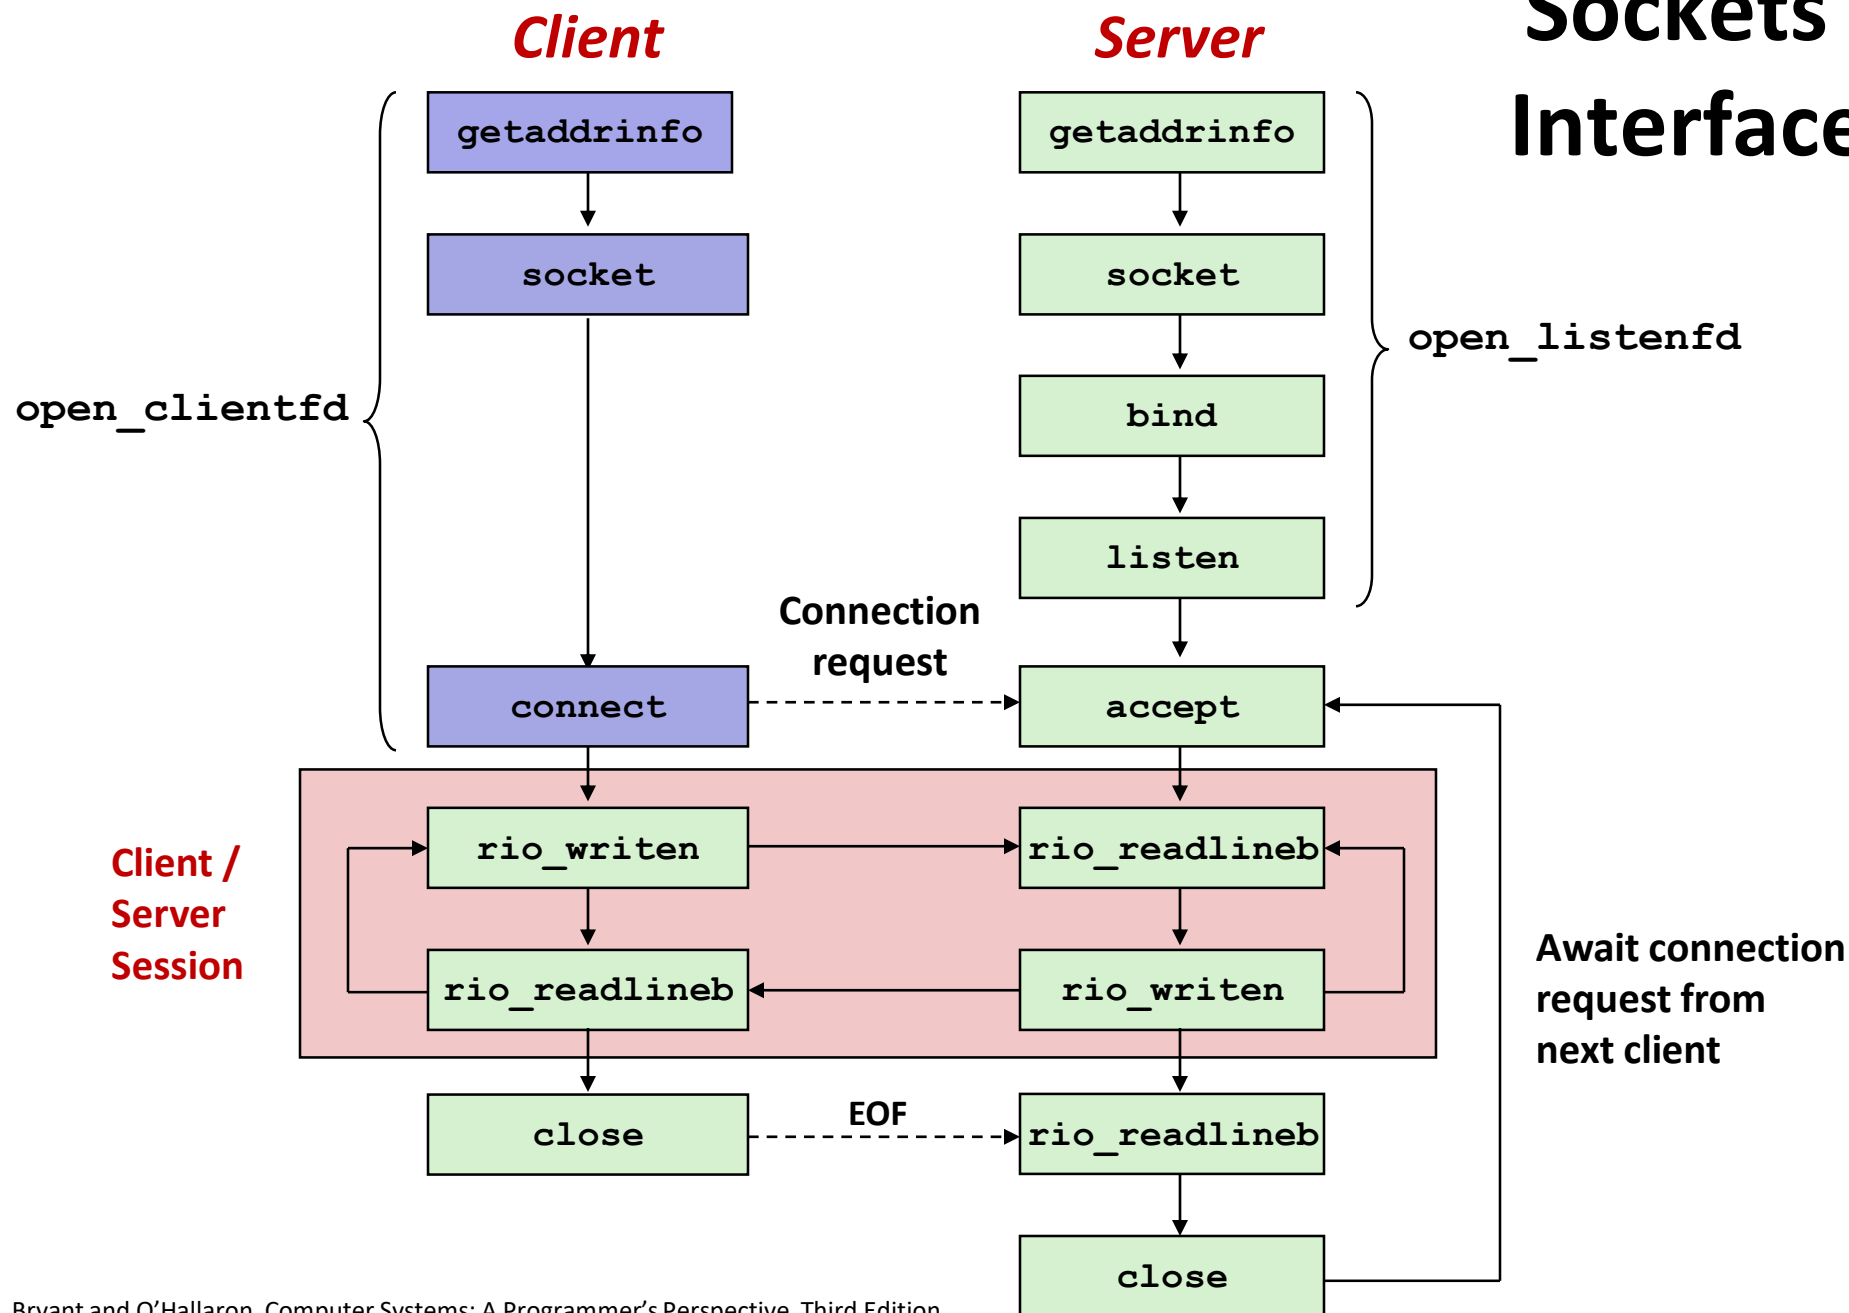 Sockets
Interface
Client
Server
getaddrinfo
getaddrinfo
socket
socket
open_listenfd
bind
open_clientfd
listen
Connection
request
connect
accept
Client /
Server
Session
rio_writen
rio_readlineb
rio_readlineb
rio_writen
Await connection
request from
next client
close
EOF
rio_readlineb
close
Bryant and O'Hallaron, Computer Systems: A Programmer's Perspective, Third Edition